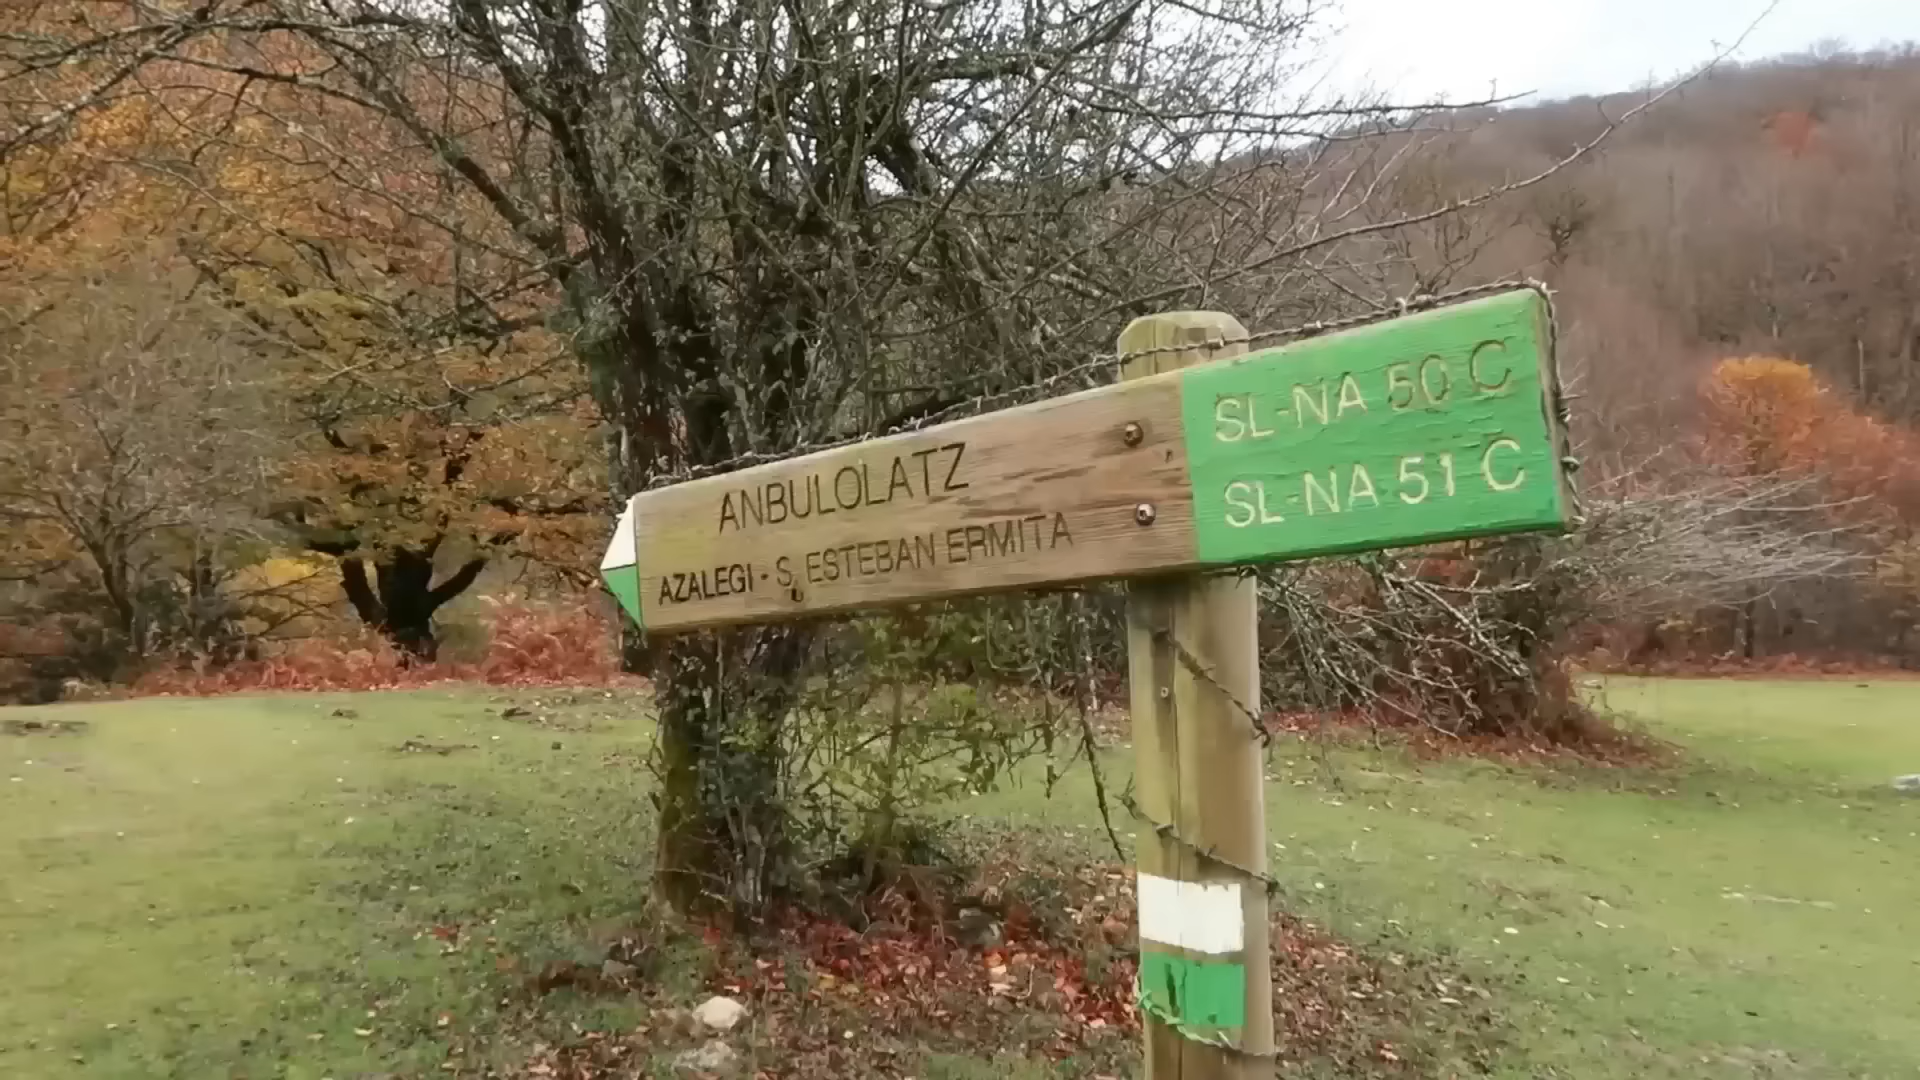 ANBULOLATZ
AZALEGI - S. ESTEBAN ERMITA
SL-NA 50 C
SL-NA 51 C